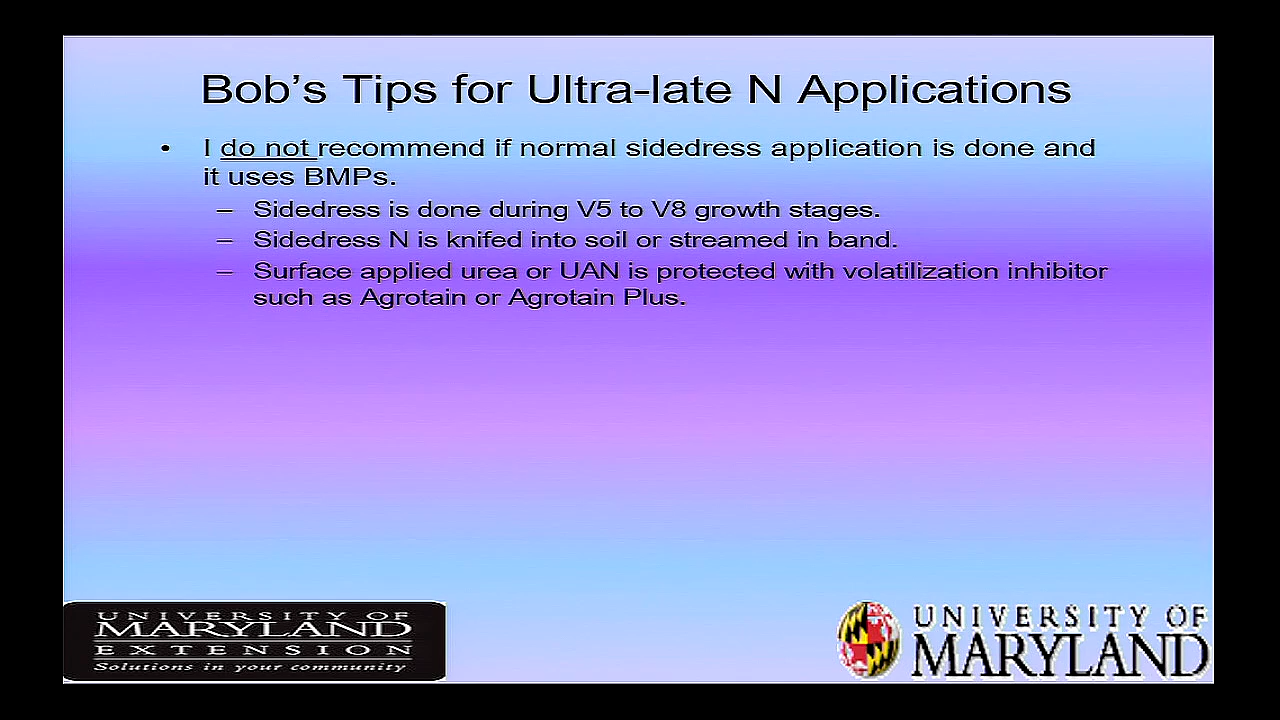 Bob's Tips for Ultra-late N Applications
• I do not recommend if normal sidedress application is done and
it uses BMPs.
– Sidedress is done during V5 to V8 growth stages.
– Sidedress N is knifed into soil or streamed in band.
– Surface applied urea or UAN is protected with volatilization inhibitor
such as Agrotain or Agrotain Plus.
UNIVERSITY OF
MARYLAND
EXTENSION
Solutions in your community
UNIVERSITY OF
MARYLAND